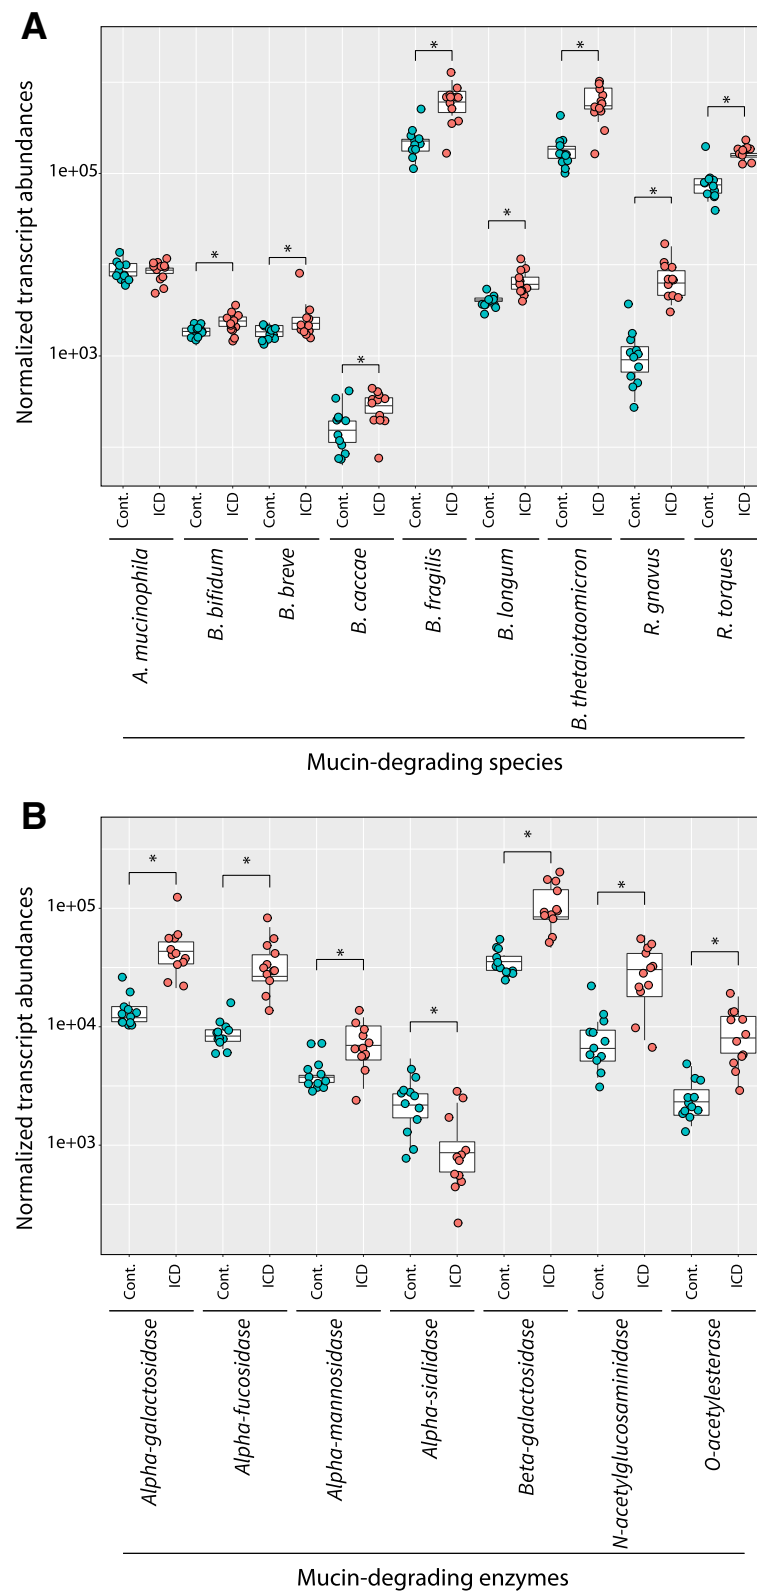 A
Normalized transcript abundances
1e+05
1e+03
*
*
*
*
*
*
*
*
Cont.
ICD
Cont.
ICD
Cont.
ICD
Cont.
ICD
Cont.
ICD
Cont.
ICD
Cont.
ICD
Cont.
ICD
Cont.
ICD
A. mucinophila
B. bifidum
B. breve
B. caccae
B. fragilis
B. longum
B. thetaiotaomicron
R. gnavus
R. torques
Mucin-degrading species
B
Normalized transcript abundances
1e+05
1e+04
1e+03
*
*
*
*
*
*
*
Cont.
ICD
Cont.
ICD
Cont.
ICD
Cont.
ICD
Cont.
ICD
Cont.
ICD
Cont.
ICD
Alpha-galactosidase
Alpha-fucosidase
Alpha-mannosidase
Alpha-sialidase
Beta-galactosidase
N-acetylglucosaminidase
O-acetylesterase
Mucin-degrading enzymes